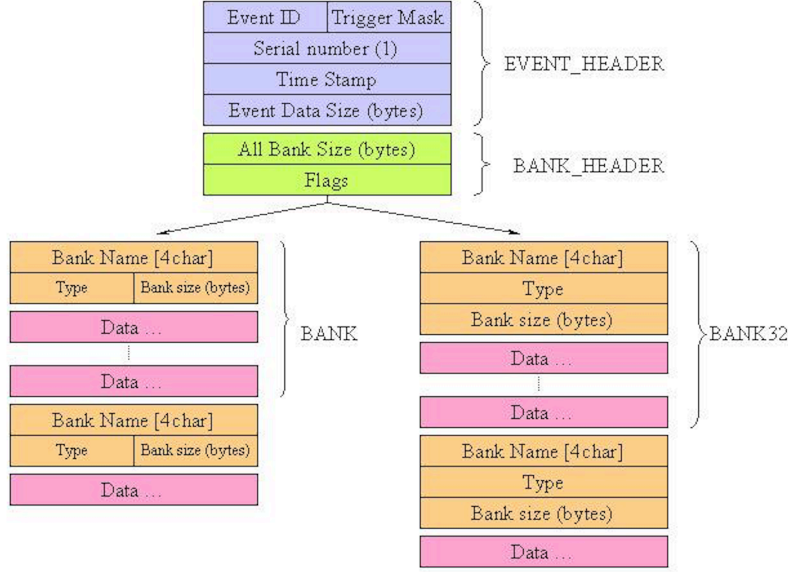 Event ID Trigger Mask
Serial number (1)
Time Stamp
Event Data Size (bytes)
EVENT_HEADER
All Bank Size (bytes)
Flags
BANK_HEADER
Bank Name [4char]
Type Bank size (bytes)
Data ...
Data ...
BANK
Bank Name [4char]
Type Bank size (bytes)
Data ...
Bank Name [4char]
Type
Bank size (bytes)
Data ...
Data ...
BANK32
Bank Name [4char]
Type
Bank size (bytes)
Data ...